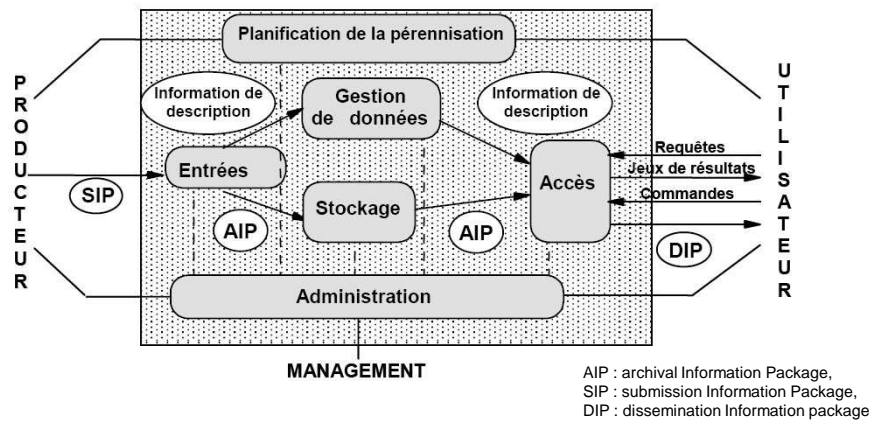 Planification de la pérennisation
PRODUCTEUR
UTILISATEUR
Information de
description
Gestion
de données
Information de
description
Entrées
SIP
Accès
Requêtes
Jeux de résultats
Commandes
Stockage
AIP
AIP
DIP
Administration
MANAGEMENT
AIP : archival Information Package,
SIP : submission Information Package,
DIP : dissemination Information package